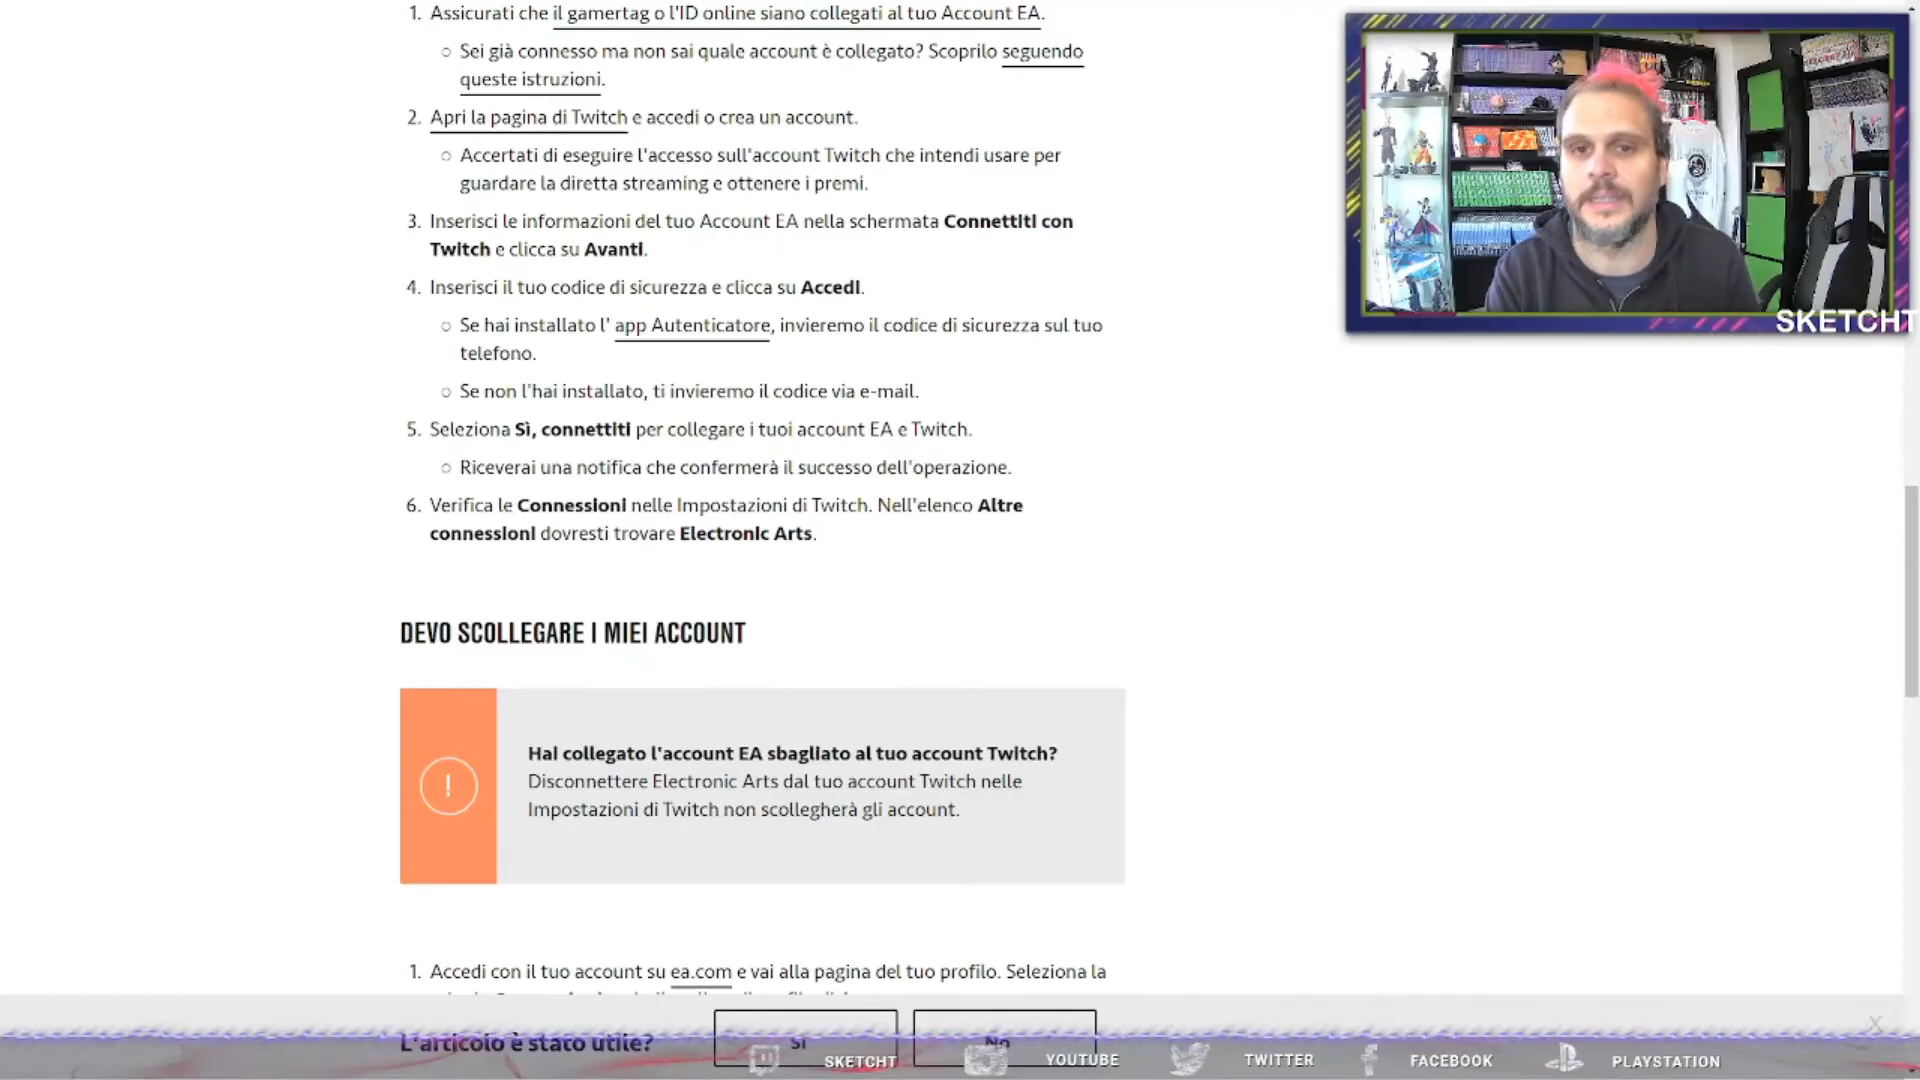 1. Assicurati che il gamertag o l'ID online siano collegati al tuo Account EA.
○ Sei già connesso ma non sai quale account è collegato? Scoprilo seguendo
queste istruzioni.
2. Apri la pagina di Twitch e accedi o crea un account.
○ Accertati di eseguire l'accesso sull'account Twitch che intendi usare per
guardare la diretta streaming e ottenere i premi.
3. Inserisci le informazioni del tuo Account EA nella schermata Connettiti con
Twitch e clicca su Avanti.
4. Inserisci il tuo codice di sicurezza e clicca su Accedi.
○ Se hai installato l' app Autenticatore, invieremo il codice di sicurezza sul tuo
telefono.
○ Se non l'hai installato, ti invieremo il codice via e-mail.
5. Seleziona Sì, connettiti per collegare i tuoi account EA e Twitch.
○ Riceverai una notifica che confermerà il successo dell'operazione.
6. Verifica le Connessioni nelle Impostazioni di Twitch. Nell'elenco Altre
connessioni dovresti trovare Electronic Arts.
DEVO SCOLLEGARE I MIEI ACCOUNT
!
Hai collegato l'account EA sbagliato al tuo account Twitch?
Disconnettere Electronic Arts dal tuo account Twitch nelle
Impostazioni di Twitch non scollegherà gli account.
1. Accedi con il tuo account su ea.com e vai alla pagina del tuo profilo. Seleziona la
L'articolo è stato utile?
Sì
No
SKETCHT
SKETCHT
YOUTUBE
TWITTER
FACEBOOK
PLAYSTATION